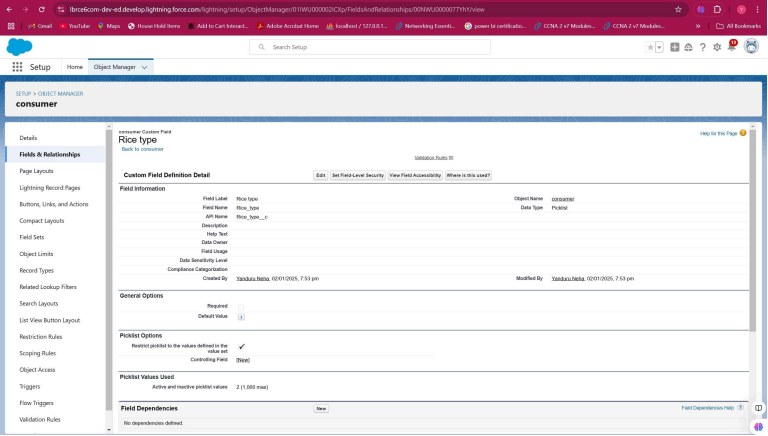 lbrce6com-dev-ed.develop.lightning.force.com/lightning/setup/ObjectManager/01IWU000002ICXp/FieldsAndRelationships/00NWU0000077YhY/view
Gmail YouTube Maps House Hold Items Add to Cart Interact... Adobe Acrobat Home localhost / 127.0.0.1... Networking Essenti... power bi certificatio... CCNA 2 v7 Modules... CCNA 2 v7 Modules... All Bookmarks
Search Setup
Setup Home Object Manager
SETUP > OBJECT MANAGER
consumer
Details
Fields & Relationships
Page Layouts
Lightning Record Pages
Buttons, Links, and Actions
Compact Layouts
Field Sets
Object Limits
Record Types
Related Lookup Filters
Search Layouts
List View Button Layout
Restriction Rules
Scoping Rules
Object Access
Triggers
Flow Triggers
Validation Rules
consumer Custom Field
Rice type
Back to consumer
Help for this Page
Validation Rules [0]
Custom Field Definition Detail
Edit Set Field-Level Security View Field Accessibility Where is this used?
Field Information
Field Label Rice type Object Name consumer
Field Name Rice_type Data Type Picklist
API Name Rice_type__c
Description
Help Text
Data Owner
Field Usage
Data Sensitivity Level
Compliance Categorization
Created By Yanduru Neha, 02/01/2025, 7:53 pm Modified By Yanduru Neha, 02/01/2025, 7:53 pm
General Options
Required
Default Value
Picklist Options
Restrict picklist to the values defined in the
value set
Controlling Field [New]
Picklist Values Used
Active and inactive picklist values 2 (1,000 max)
Field Dependencies New Field Dependencies Help ?
No dependencies defined.